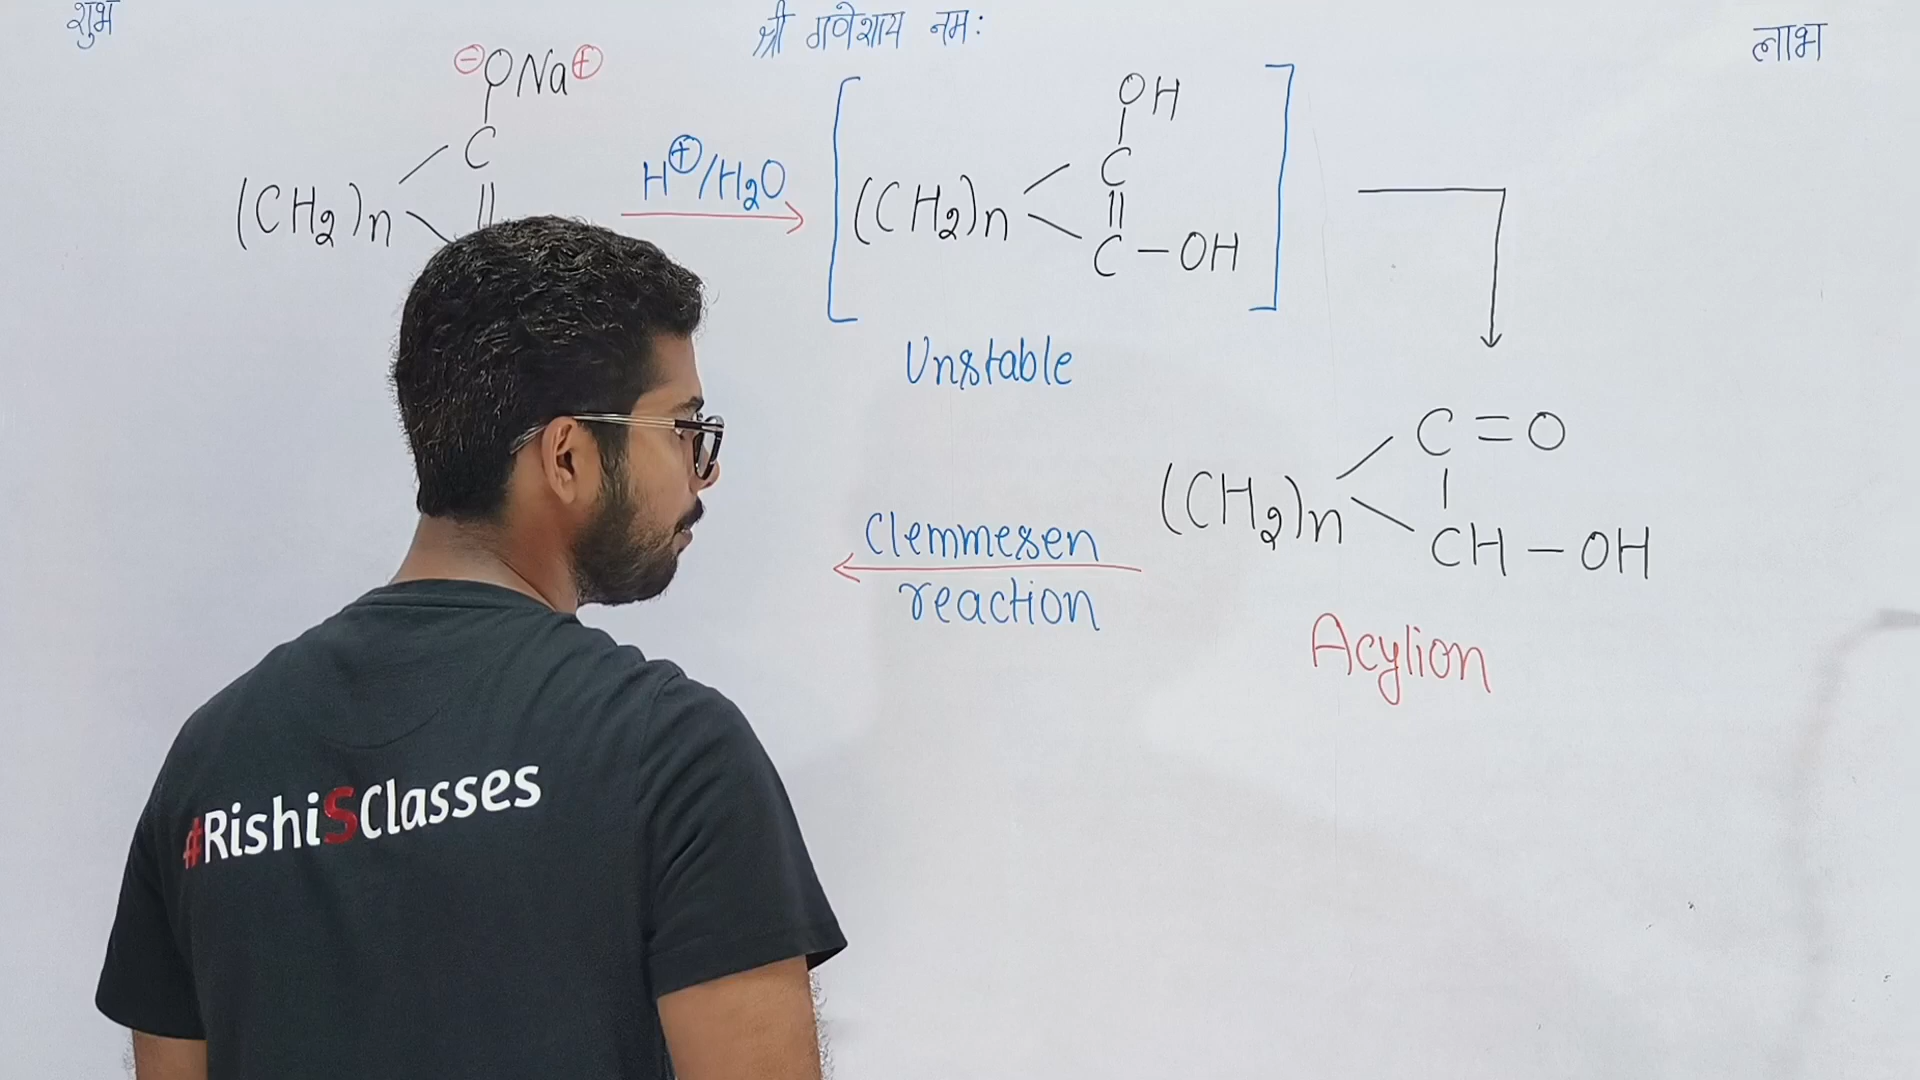 शुभ
श्री गणेशाय नमः
लाभ
⊖ONa⊕
C
(CH₂)n
H⊕/H₂O
OH
C
(CH₂)n
C - OH
Unstable
C = O
(CH₂)n
CH - OH
Acylion
Clemmesen
reaction
#RishiSClasses